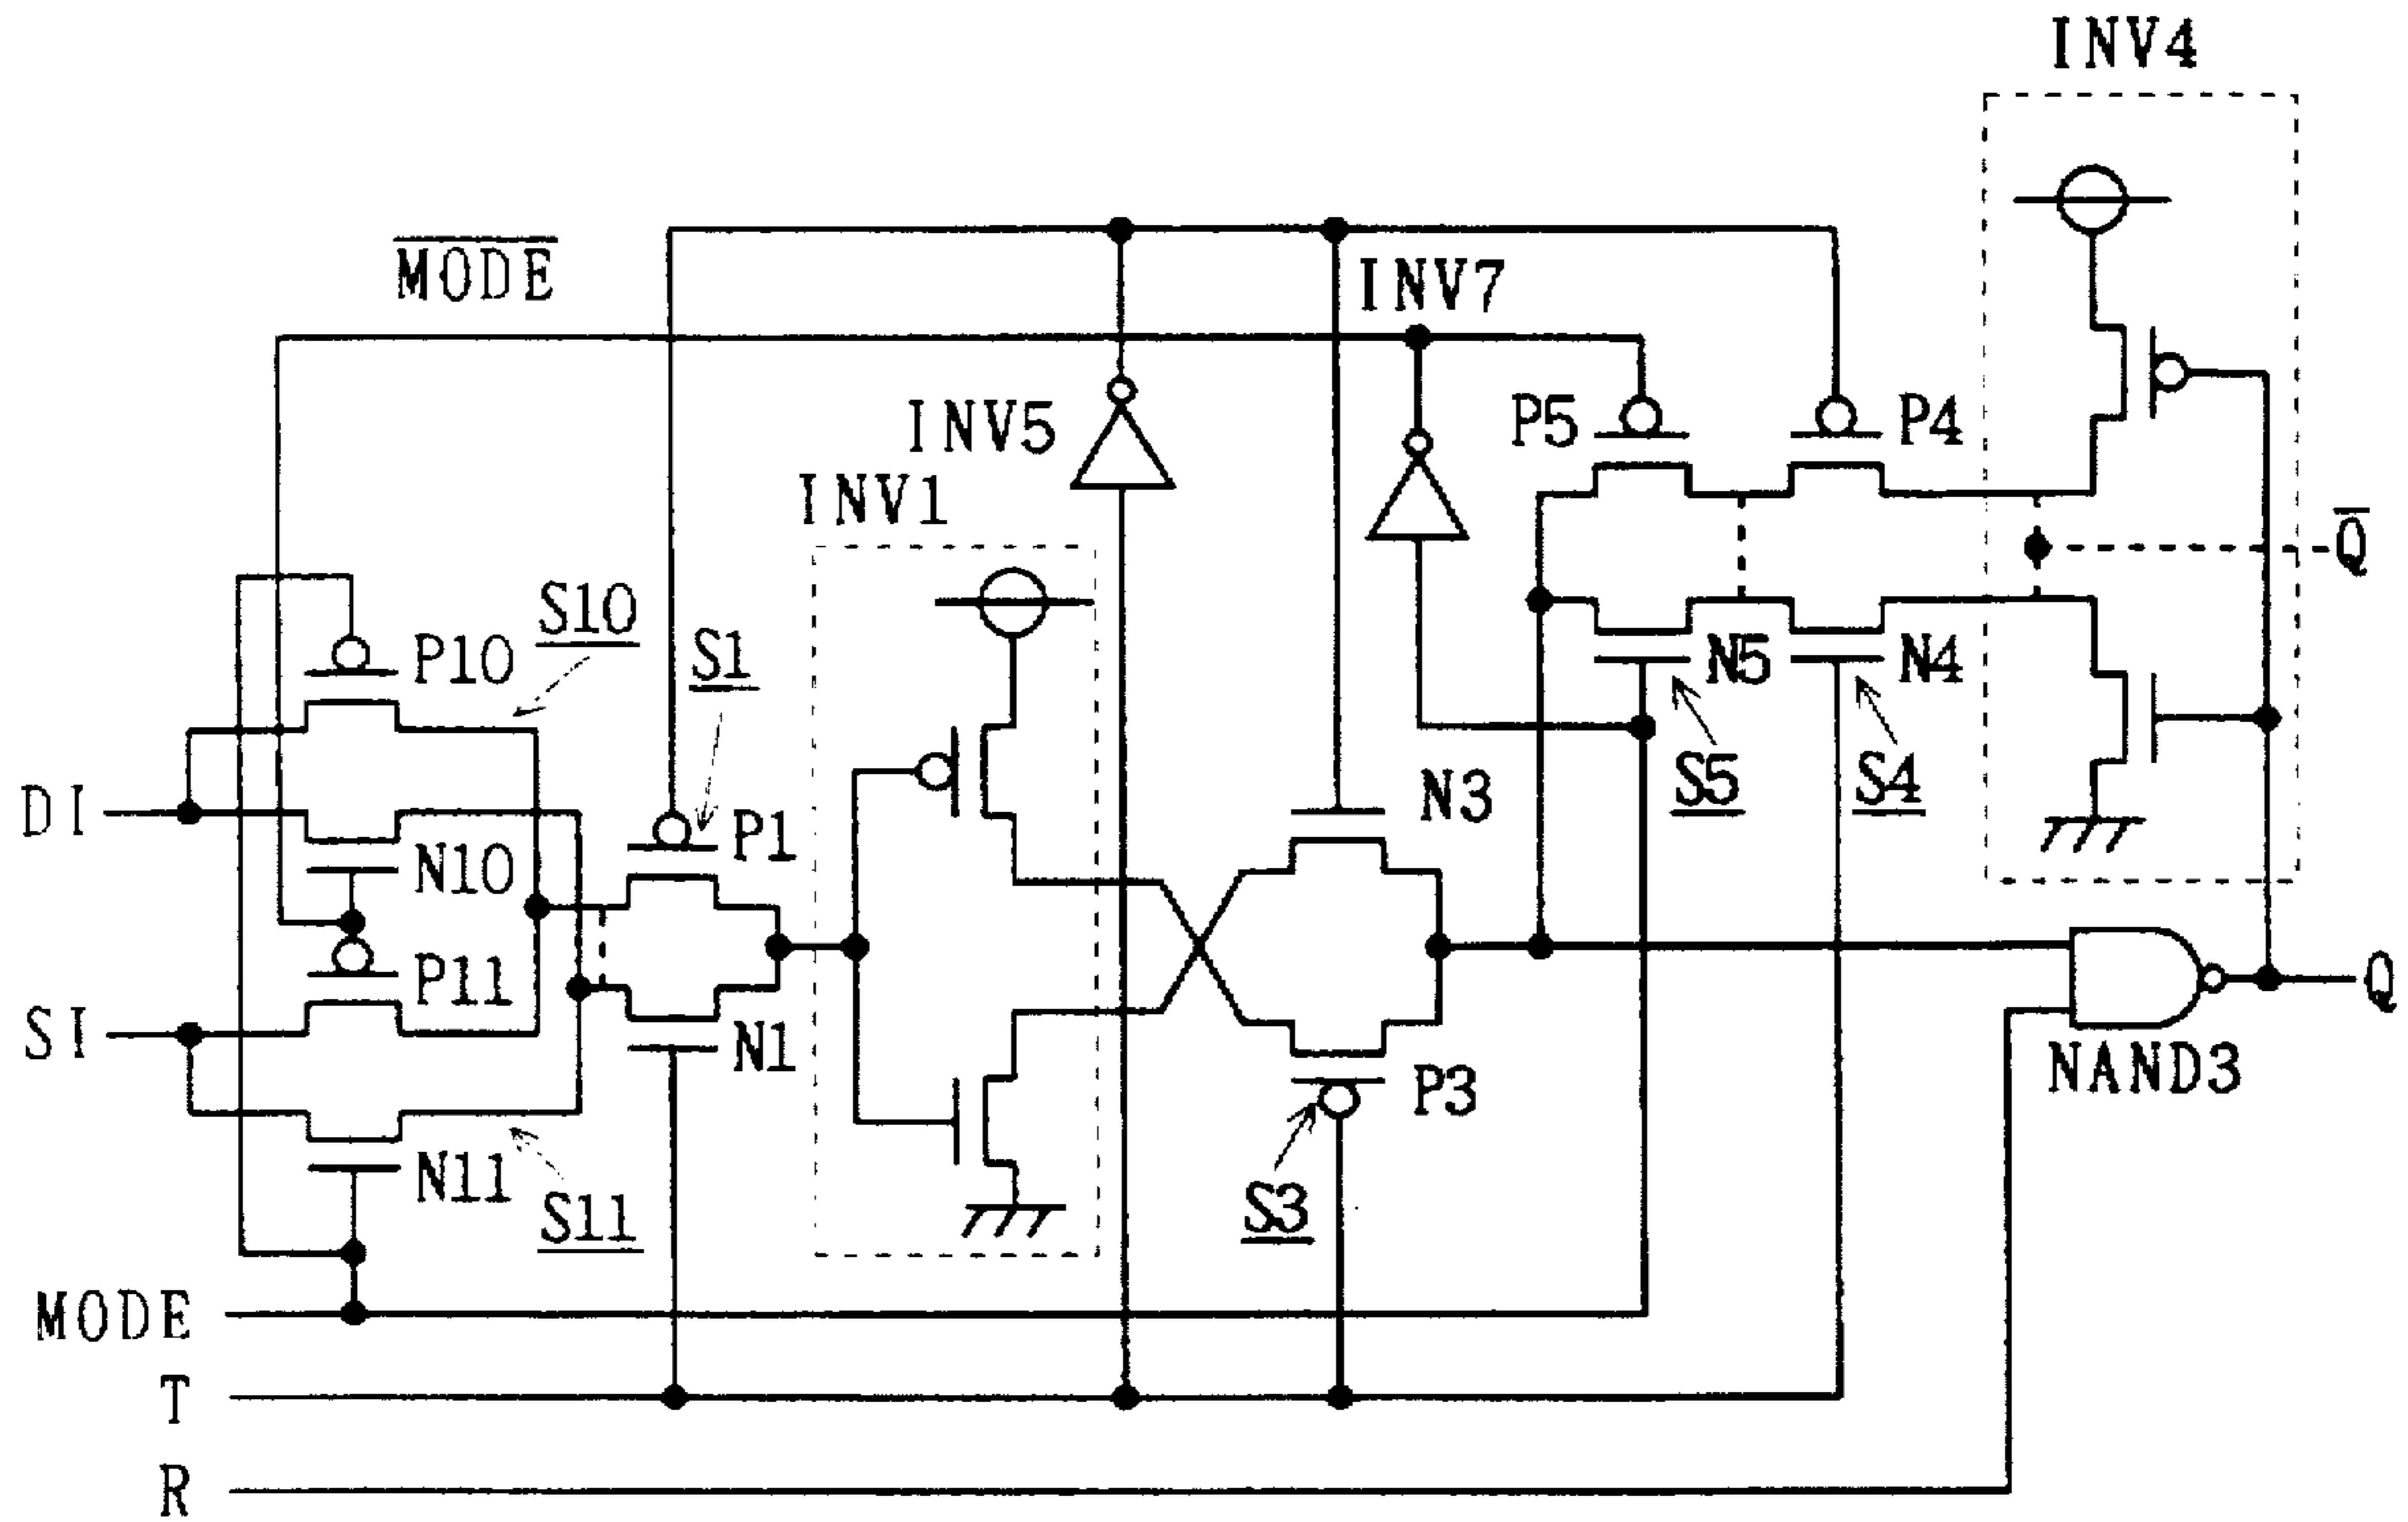 INV4
MODE
INV7
P5
P4
INV5
INV1
Q
S10
P10
S1
N5
N4
DI
S5
S4
N3
P1
N10
P11
Q
SI
N1
NAND3
P3
N11
S11
S3
MODE
T
R